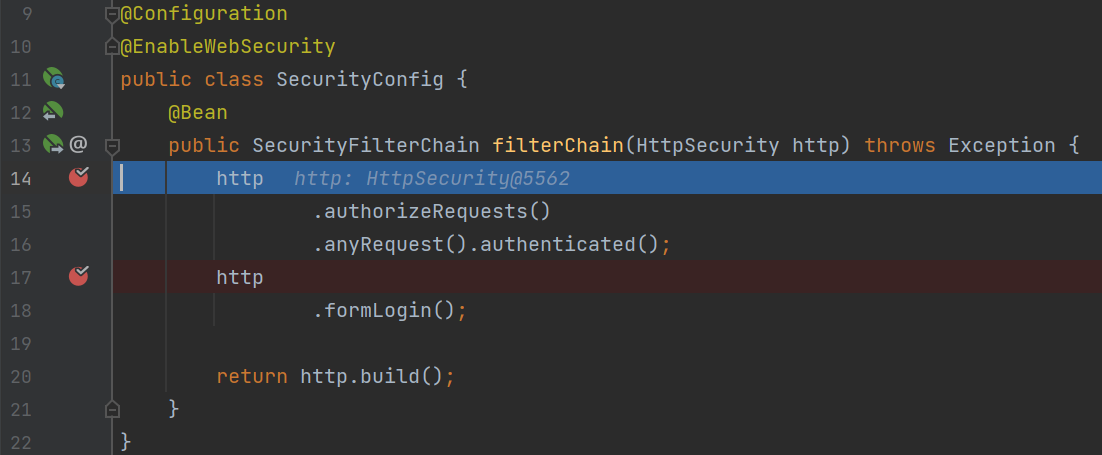 9 @Configuration
10 @EnableWebSecurity
11 public class SecurityConfig {
12 @Bean
13 @ public SecurityFilterChain filterChain(HttpSecurity http) throws Exception {
14 http http: HttpSecurity@5562
15 .authorizeRequests()
16 .anyRequest().authenticated();
17 http
18 .formLogin();
19
20 return http.build();
21 }
22 }